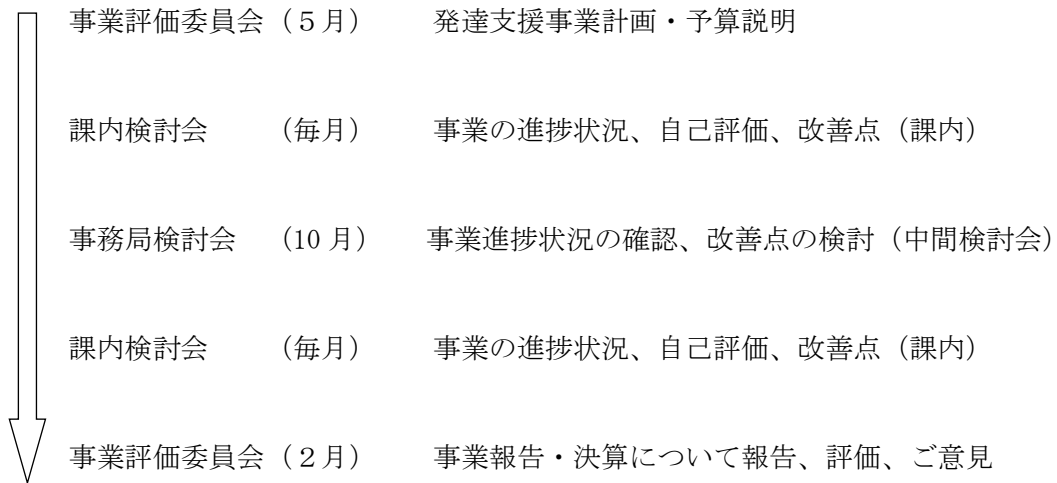 事業評価委員会（５月）　　発達支援事業計画・予算説明
課内検討会　　（毎月）　　事業の進捗状況、自己評価、改善点（課内）
事務局検討会　（10月）　　事業進捗状況の確認、改善点の検討（中間検討会）
課内検討会　　（毎月）　　事業の進捗状況、自己評価、改善点（課内）
事業評価委員会（２月）　　事業報告・決算について報告、評価、ご意見